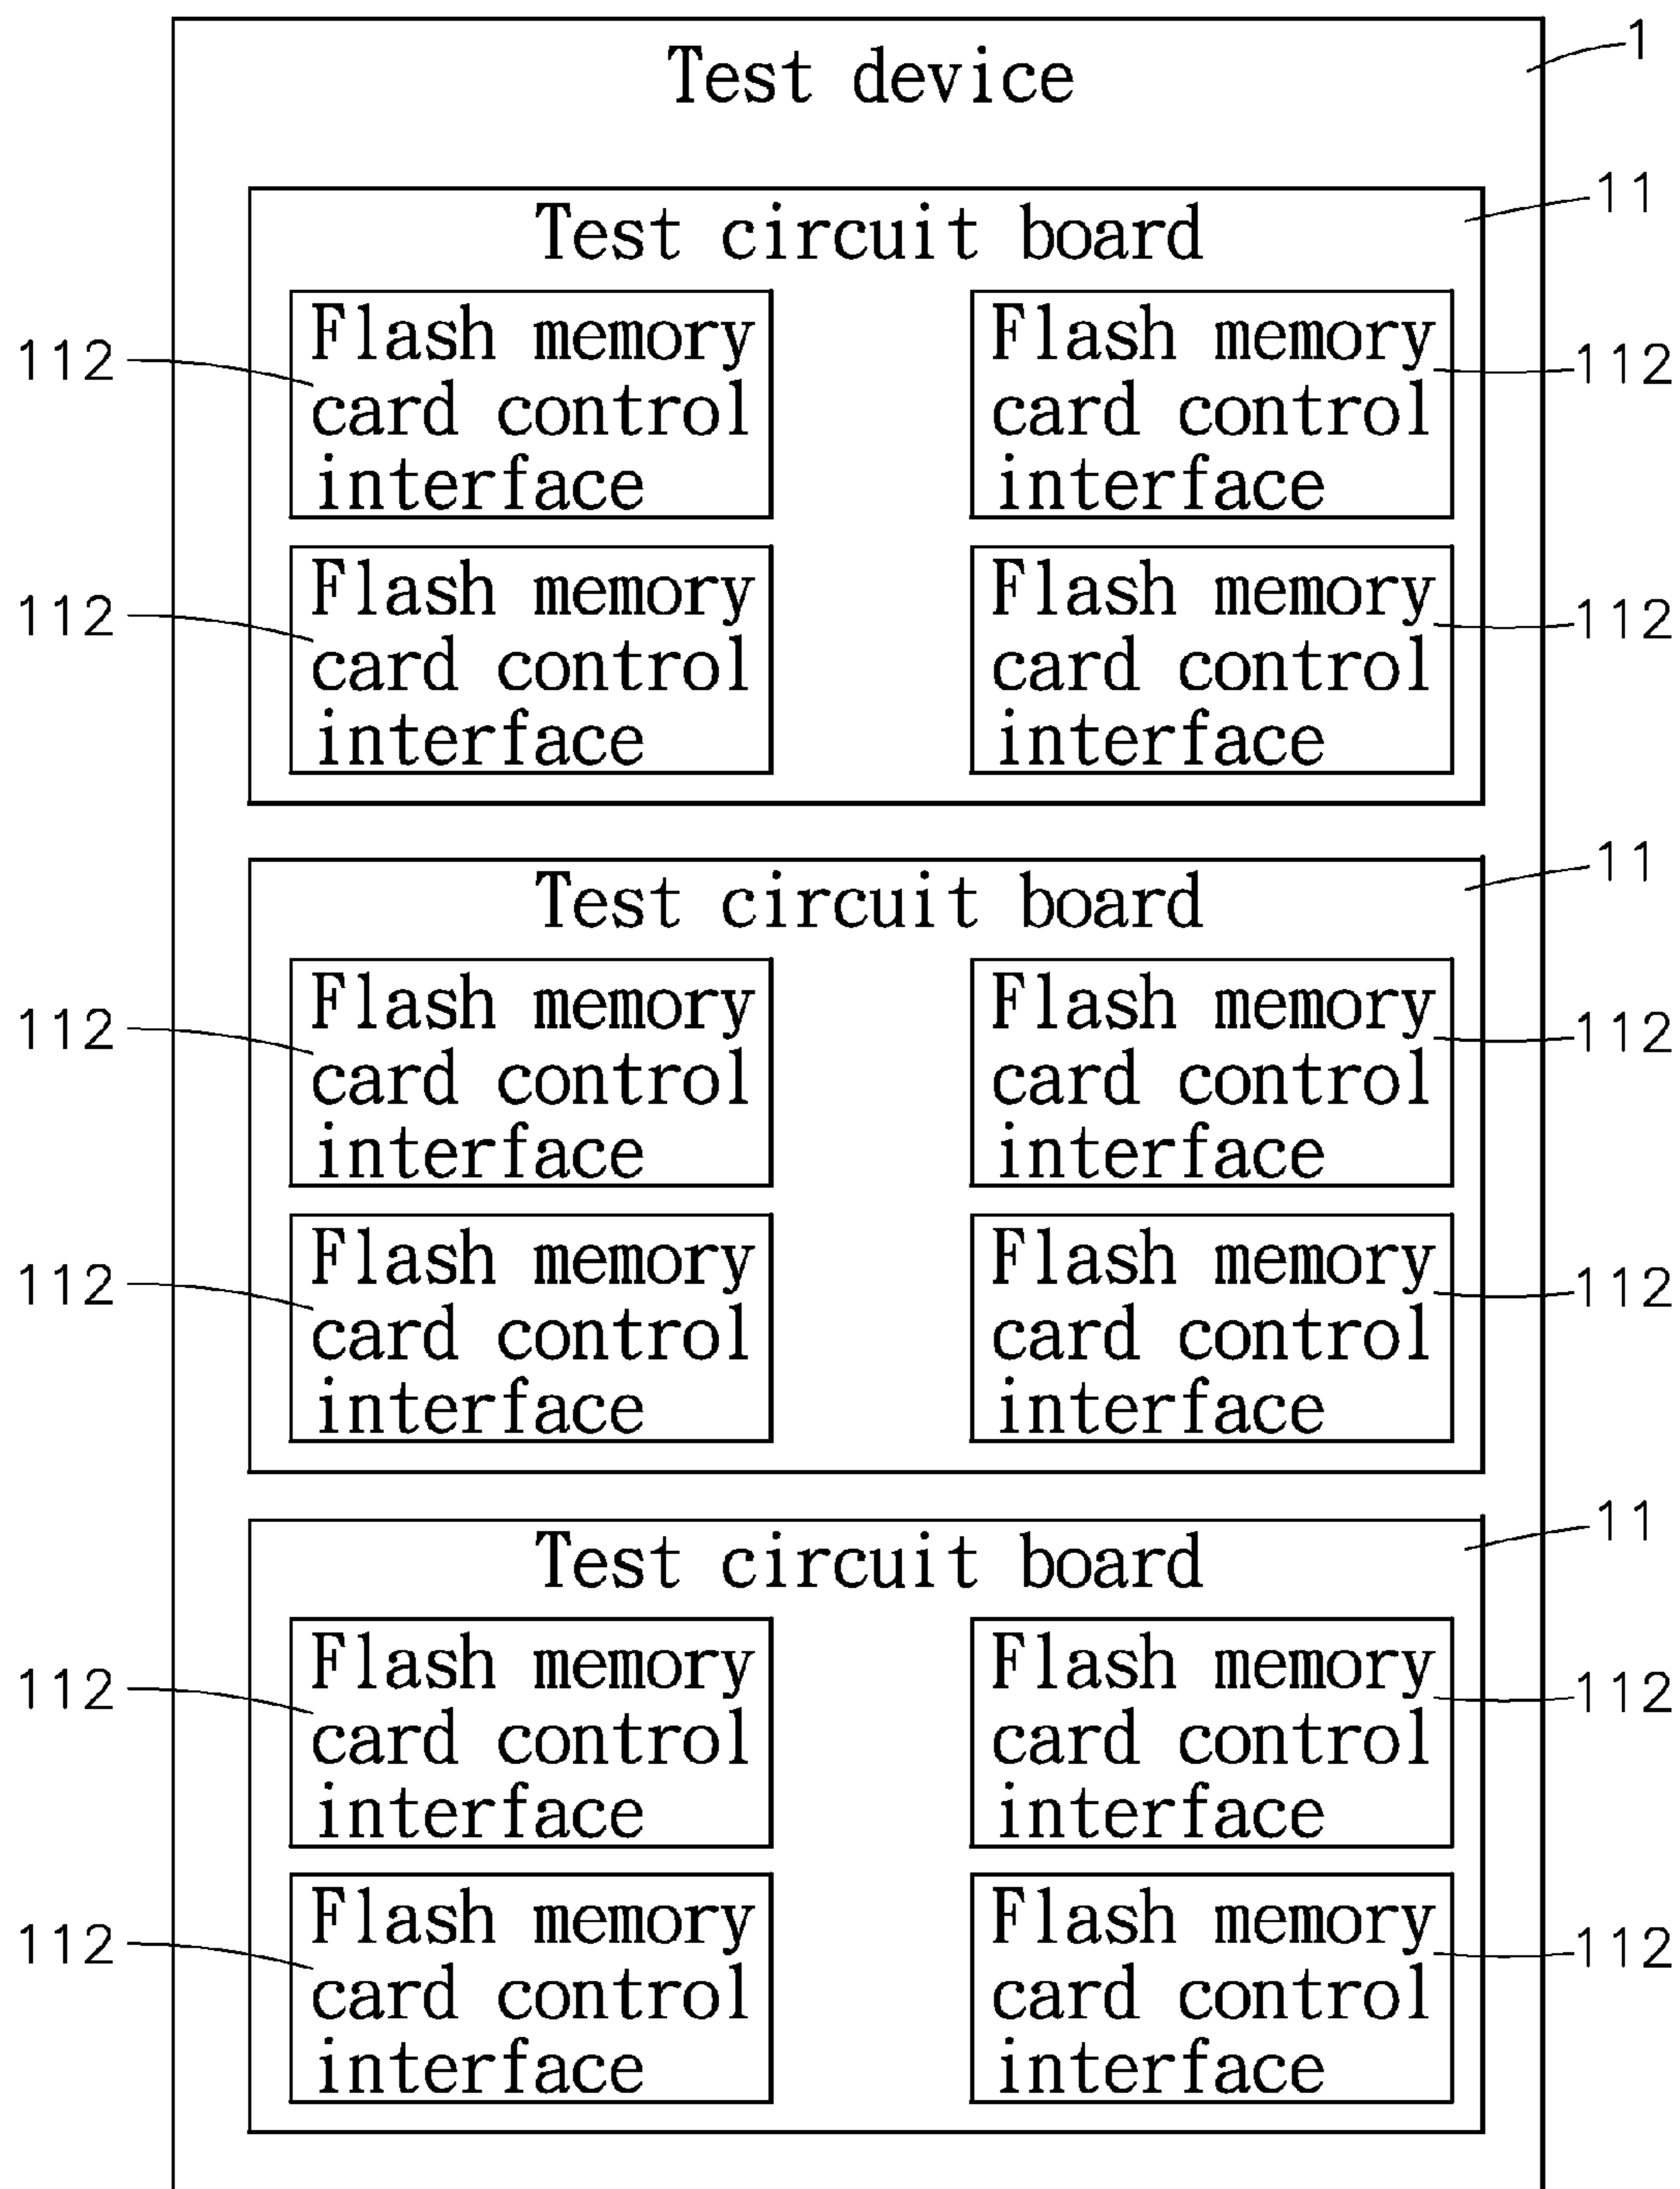 Test device
1
Test circuit board
11
112
Flash memory
card control
interface
Flash memory
card control
interface
112
112
Flash memory
card control
interface
Flash memory
card control
interface
112
Test circuit board
11
112
Flash memory
card control
interface
Flash memory
card control
interface
112
112
Flash memory
card control
interface
Flash memory
card control
interface
112
Test circuit board
11
112
Flash memory
card control
interface
Flash memory
card control
interface
112
112
Flash memory
card control
interface
Flash memory
card control
interface
112